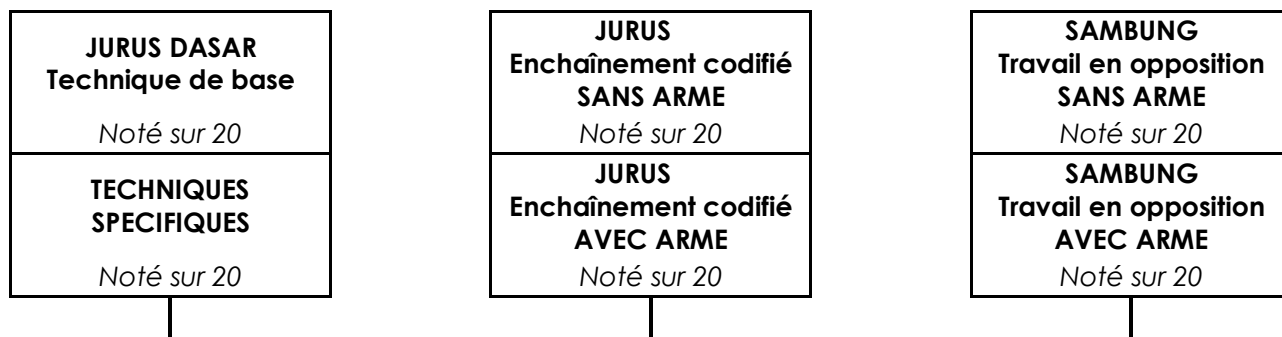 JURUS DASAR
Technique de base
Noté sur 20
TECHNIQUES
SPECIFIQUES
Noté sur 20
JURUS
Enchaînement codifié
SANS ARME
Noté sur 20
JURUS
Enchaînement codifié
AVEC ARME
Noté sur 20
SAMBUNG
Travail en opposition
SANS ARME
Noté sur 20
SAMBUNG
Travail en opposition
AVEC ARME
Noté sur 20